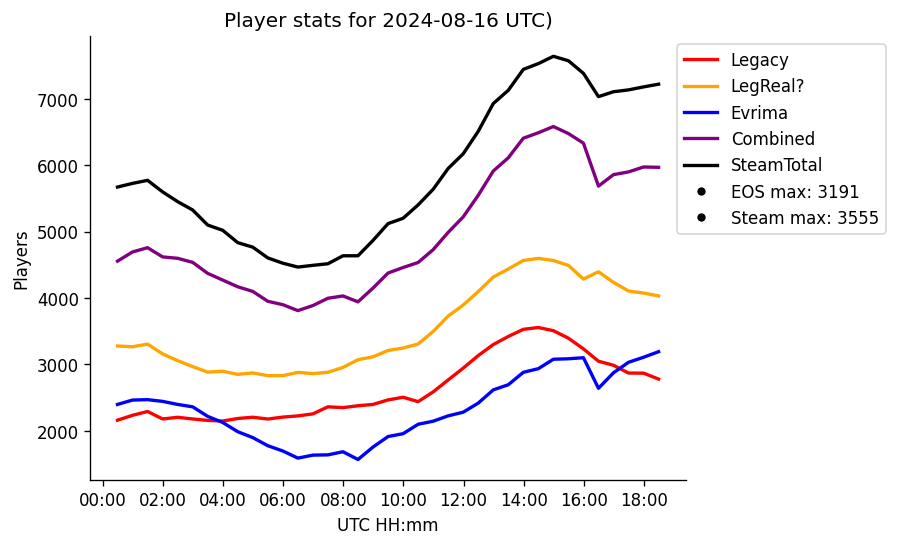 Player stats for 2024-08-16 UTC)
Legacy
LegReal?
Evrima
Combined
SteamTotal
EOS max: 3191
Steam max: 3555
Players
7000
6000
5000
4000
3000
2000
00:00 02:00 04:00 06:00 08:00 10:00 12:00 14:00 16:00 18:00
UTC HH:mm